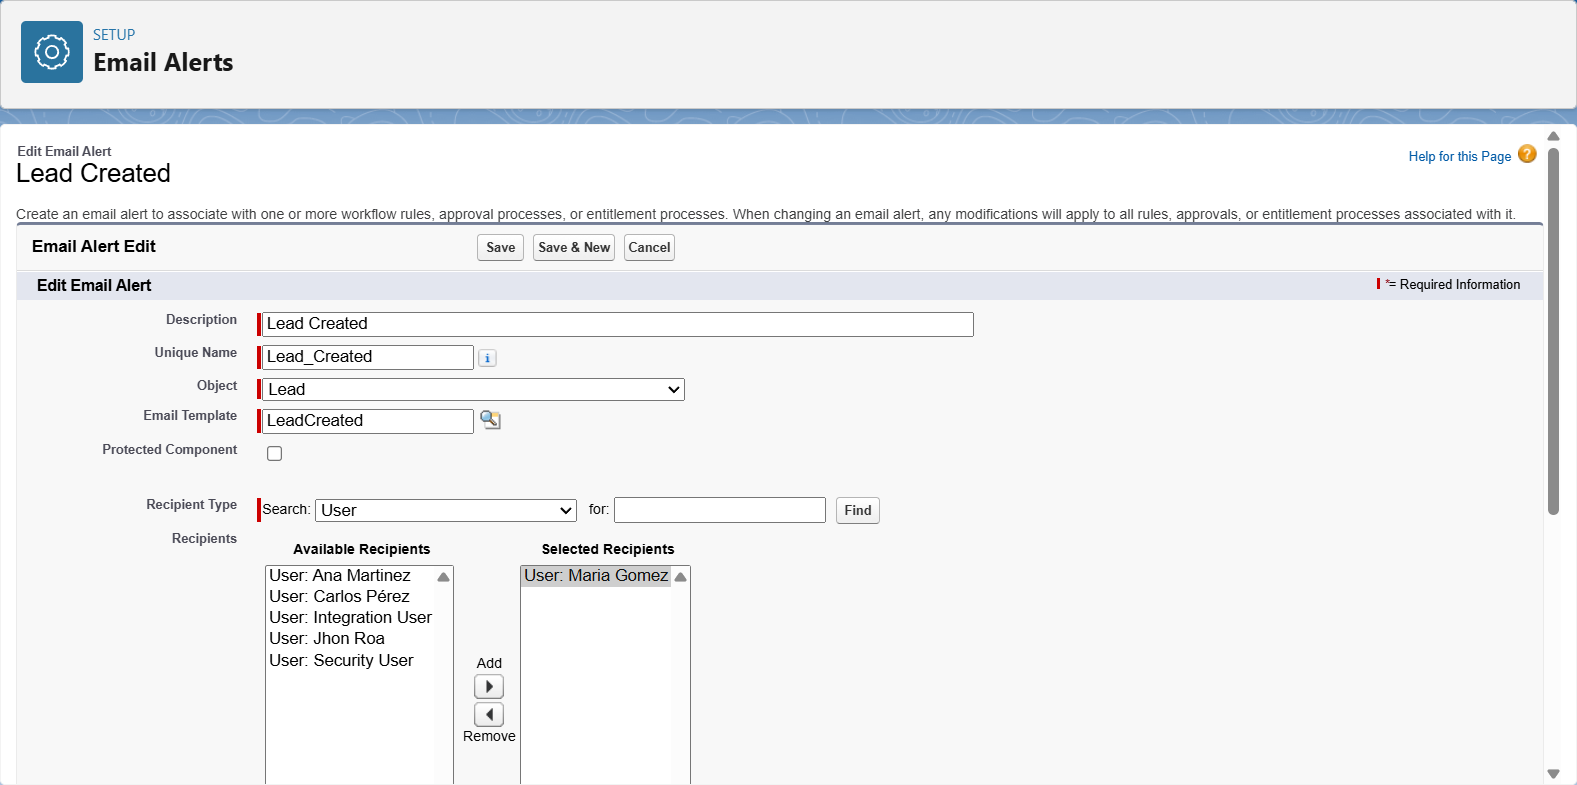 SETUP
Email Alerts
Edit Email Alert
Lead Created
Help for this Page
Create an email alert to associate with one or more workflow rules, approval processes, or entitlement processes. When changing an email alert, any modifications will apply to all rules, approvals, or entitlement processes associated with it.
Email Alert Edit
Save
Save & New
Cancel
Edit Email Alert
*= Required Information
Description
Lead Created
Unique Name
Lead_Created
Object
Lead
Email Template
LeadCreated
Protected Component
Recipient Type
Search: User
for:
Find
Recipients
Available Recipients
Selected Recipients
User: Ana Martinez
User: Carlos Pérez
User: Integration User
User: Jhon Roa
User: Security User
Add
Remove
User: Maria Gomez